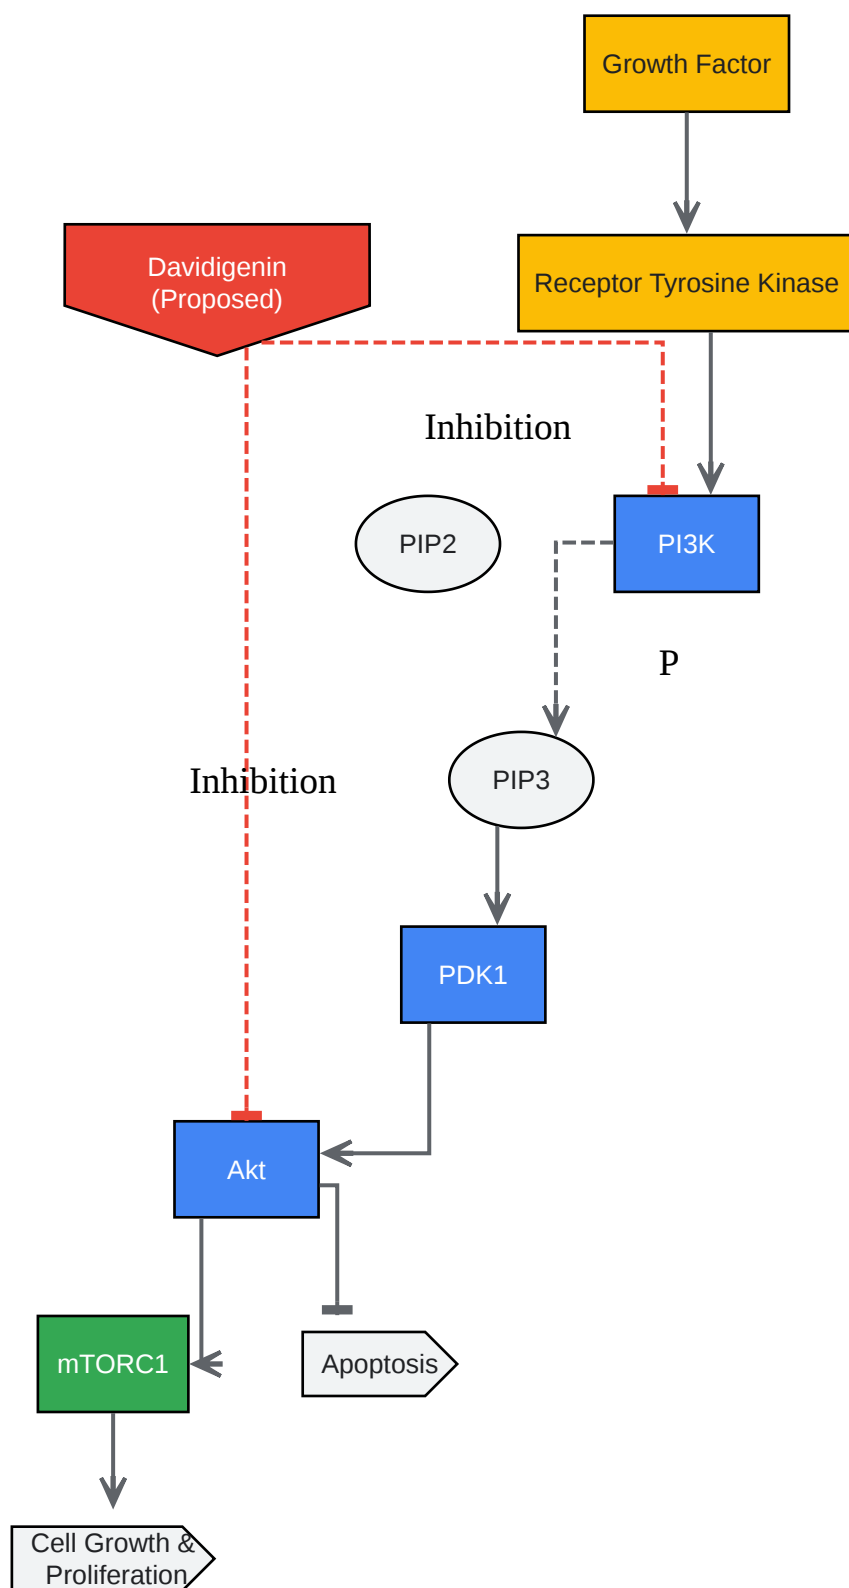 Growth Factor
Davidigenin
(Proposed)
Receptor Tyrosine Kinase
Inhibition
PIP2
PI3K
P
PIP3
Inhibition
PDK1
Akt
mTORC1
Apoptosis
Cell Growth &
Proliferation